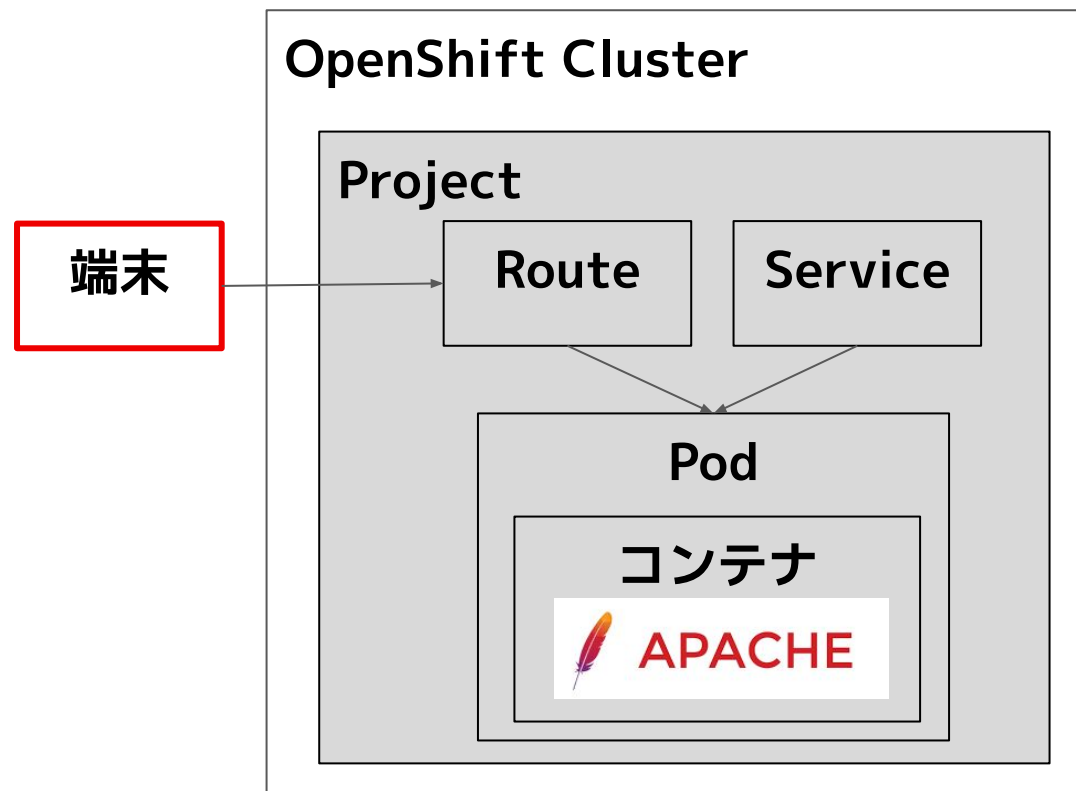 OpenShift Cluster
Project
端末
Route
Service
Pod
コンテナ
APACHE